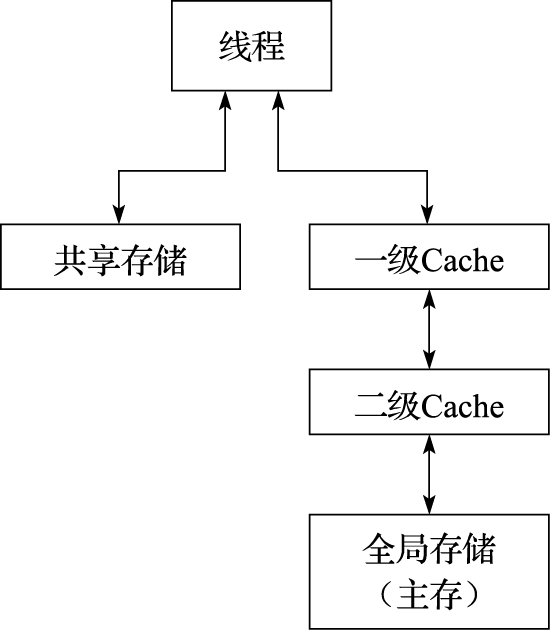 线程
共享存储
一级Cache
二级Cache
全局存储
（主存）